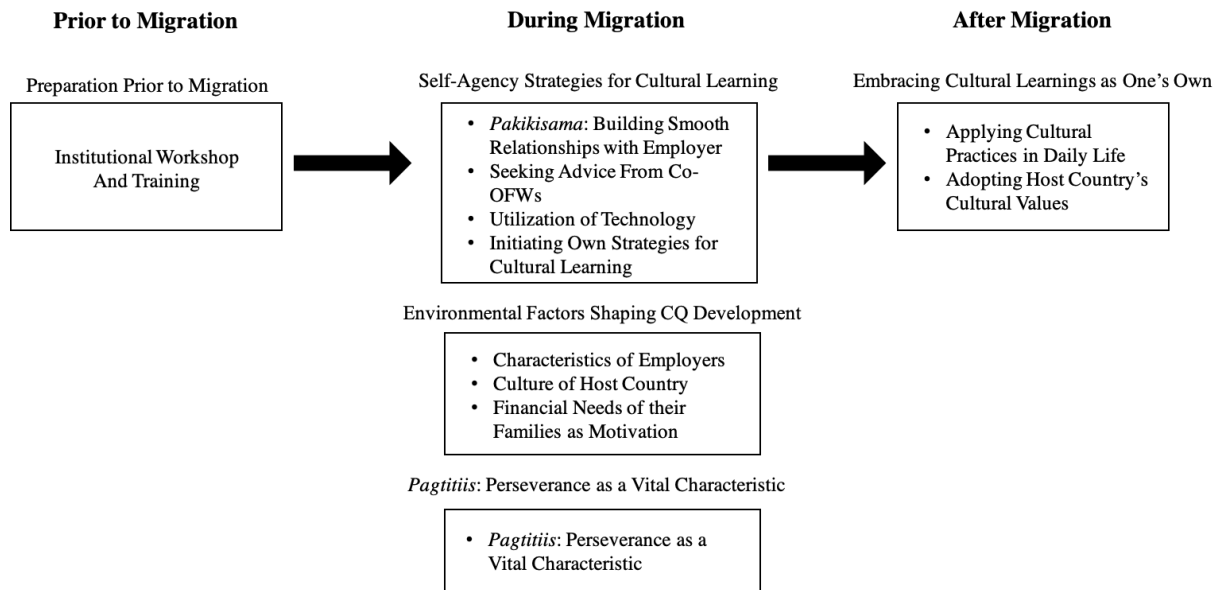 Prior to Migration
During Migration
After Migration
Preparation Prior to Migration
Institutional Workshop
And Training
Self-Agency Strategies for Cultural Learning
• Pakikisama: Building Smooth
Relationships with Employer
• Seeking Advice From Co-
OFWs
• Utilization of Technology
• Initiating Own Strategies for
Cultural Learning
Environmental Factors Shaping CQ Development
• Characteristics of Employers
• Culture of Host Country
• Financial Needs of their
Families as Motivation
Pagtitiis: Perseverance as a Vital Characteristic
• Pagtitiis: Perseverance as a
Vital Characteristic
Embracing Cultural Learnings as One’s Own
• Applying Cultural
Practices in Daily Life
• Adopting Host Country’s
Cultural Values